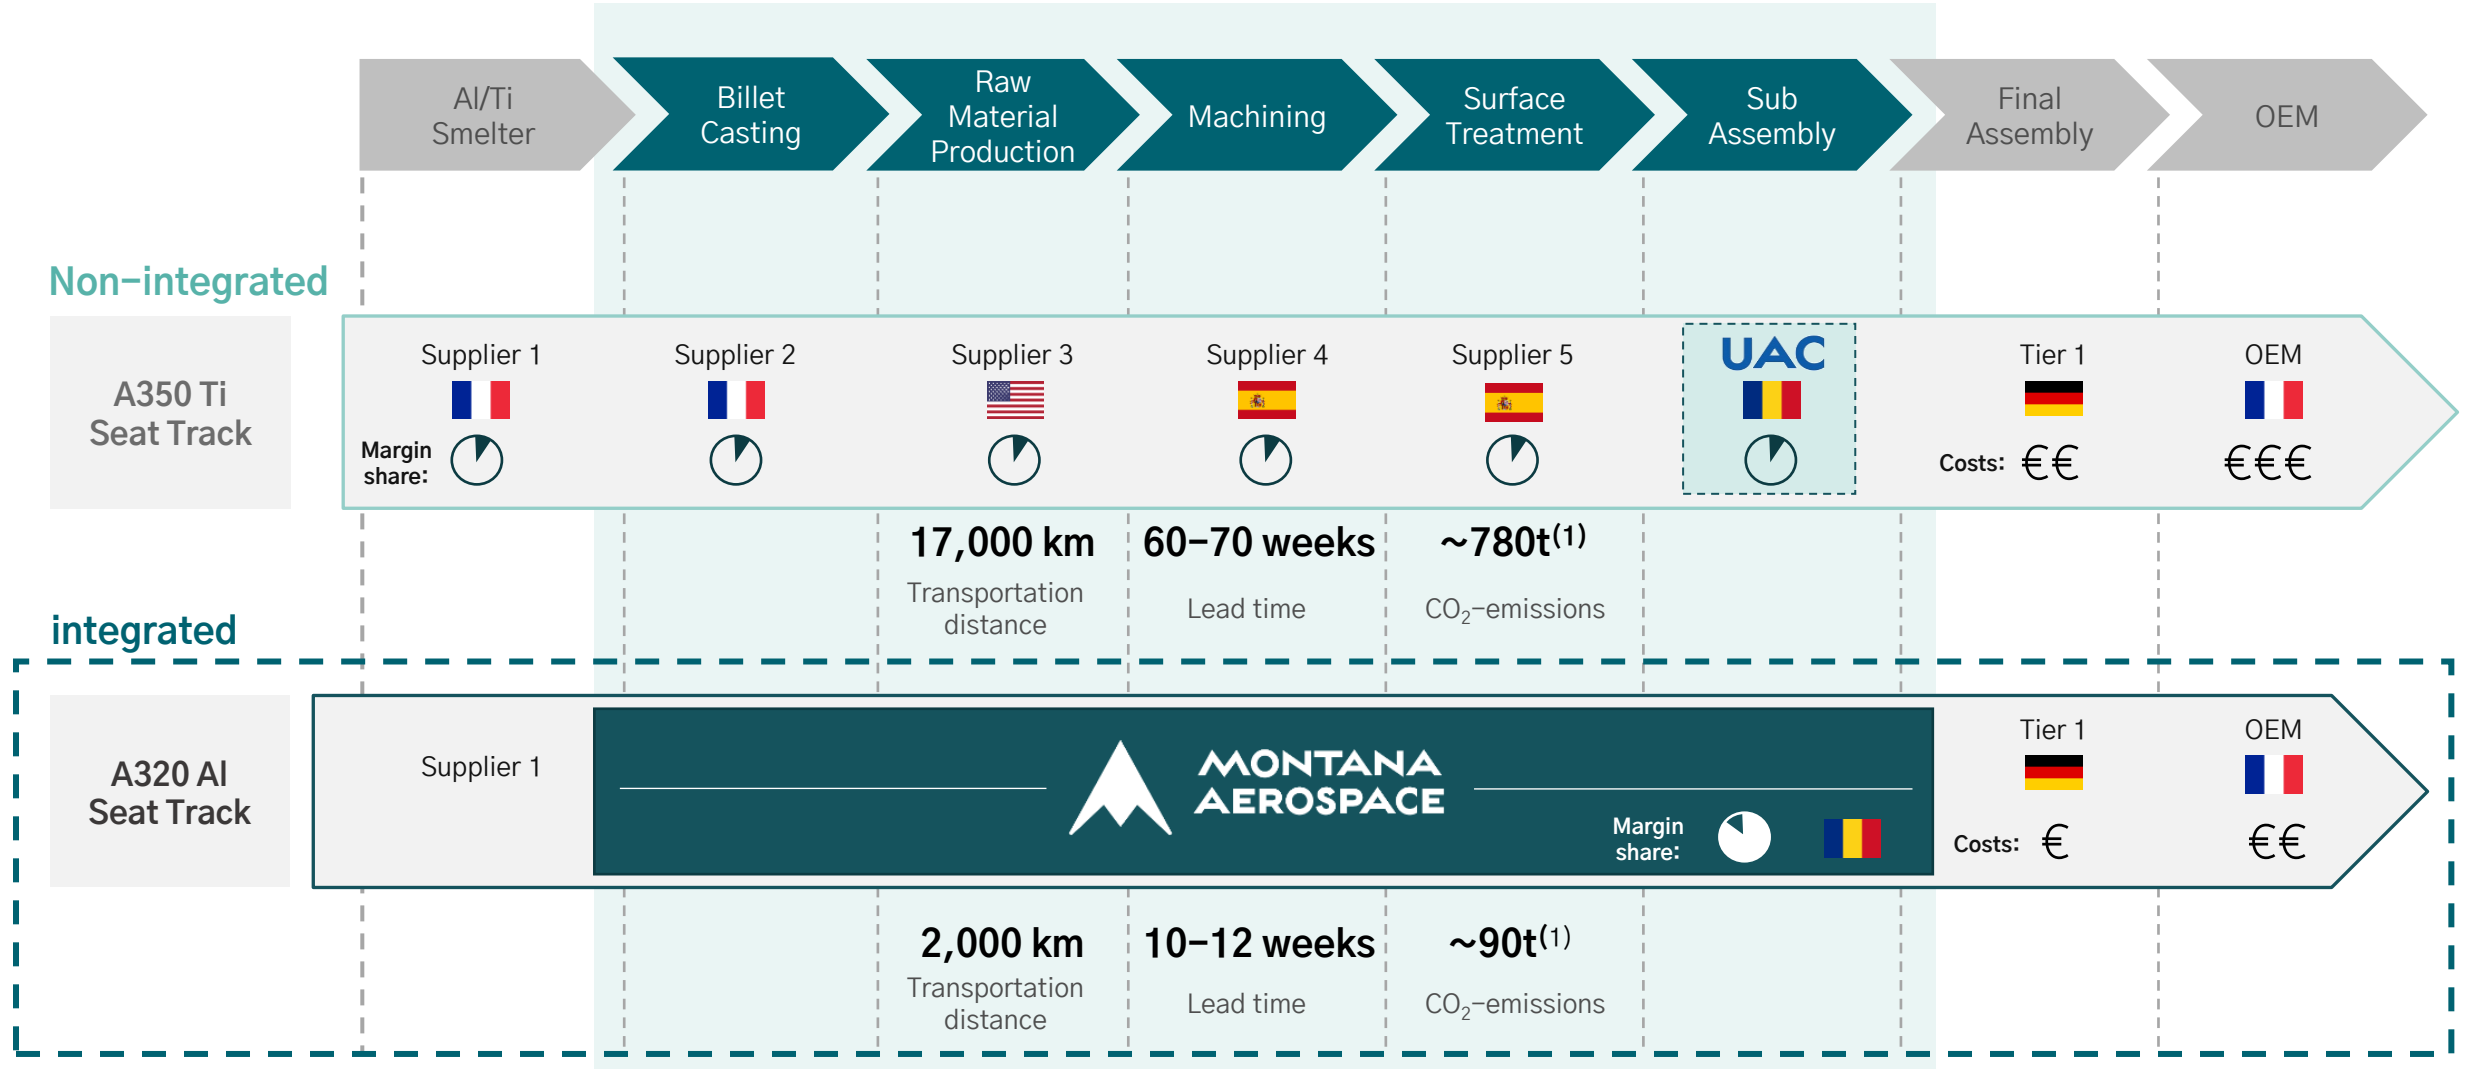 Al/Ti
Smelter
Billet
Casting
Raw
Material
Production
Machining
Surface
Treatment
Sub
Assembly
Final
Assembly
OEM
Non-integrated
A350 Ti
Seat Track
Supplier 1
Supplier 2
Supplier 3
Supplier 4
Supplier 5
UAC
Tier 1
OEM
Margin
share:
Costs: €€
€€€
17,000 km
Transportation
distance
60-70 weeks
Lead time
~780t(1)
CO₂-emissions
integrated
A320 Al
Seat Track
Supplier 1
MONTANA
AEROSPACE
Margin
share:
Tier 1
OEM
Costs: €
€€
2,000 km
Transportation
distance
10-12 weeks
Lead time
~90t(1)
CO₂-emissions